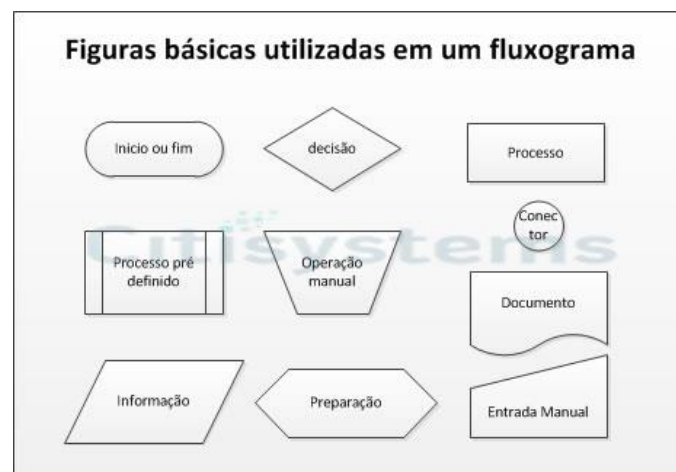 Figuras básicas utilizadas em um fluxograma
Inicio ou fim
decisão
Processo
Conec
tor
Citisystems
Processo pré
definido
Operação
manual
Documento
Informação
Preparação
Entrada Manual